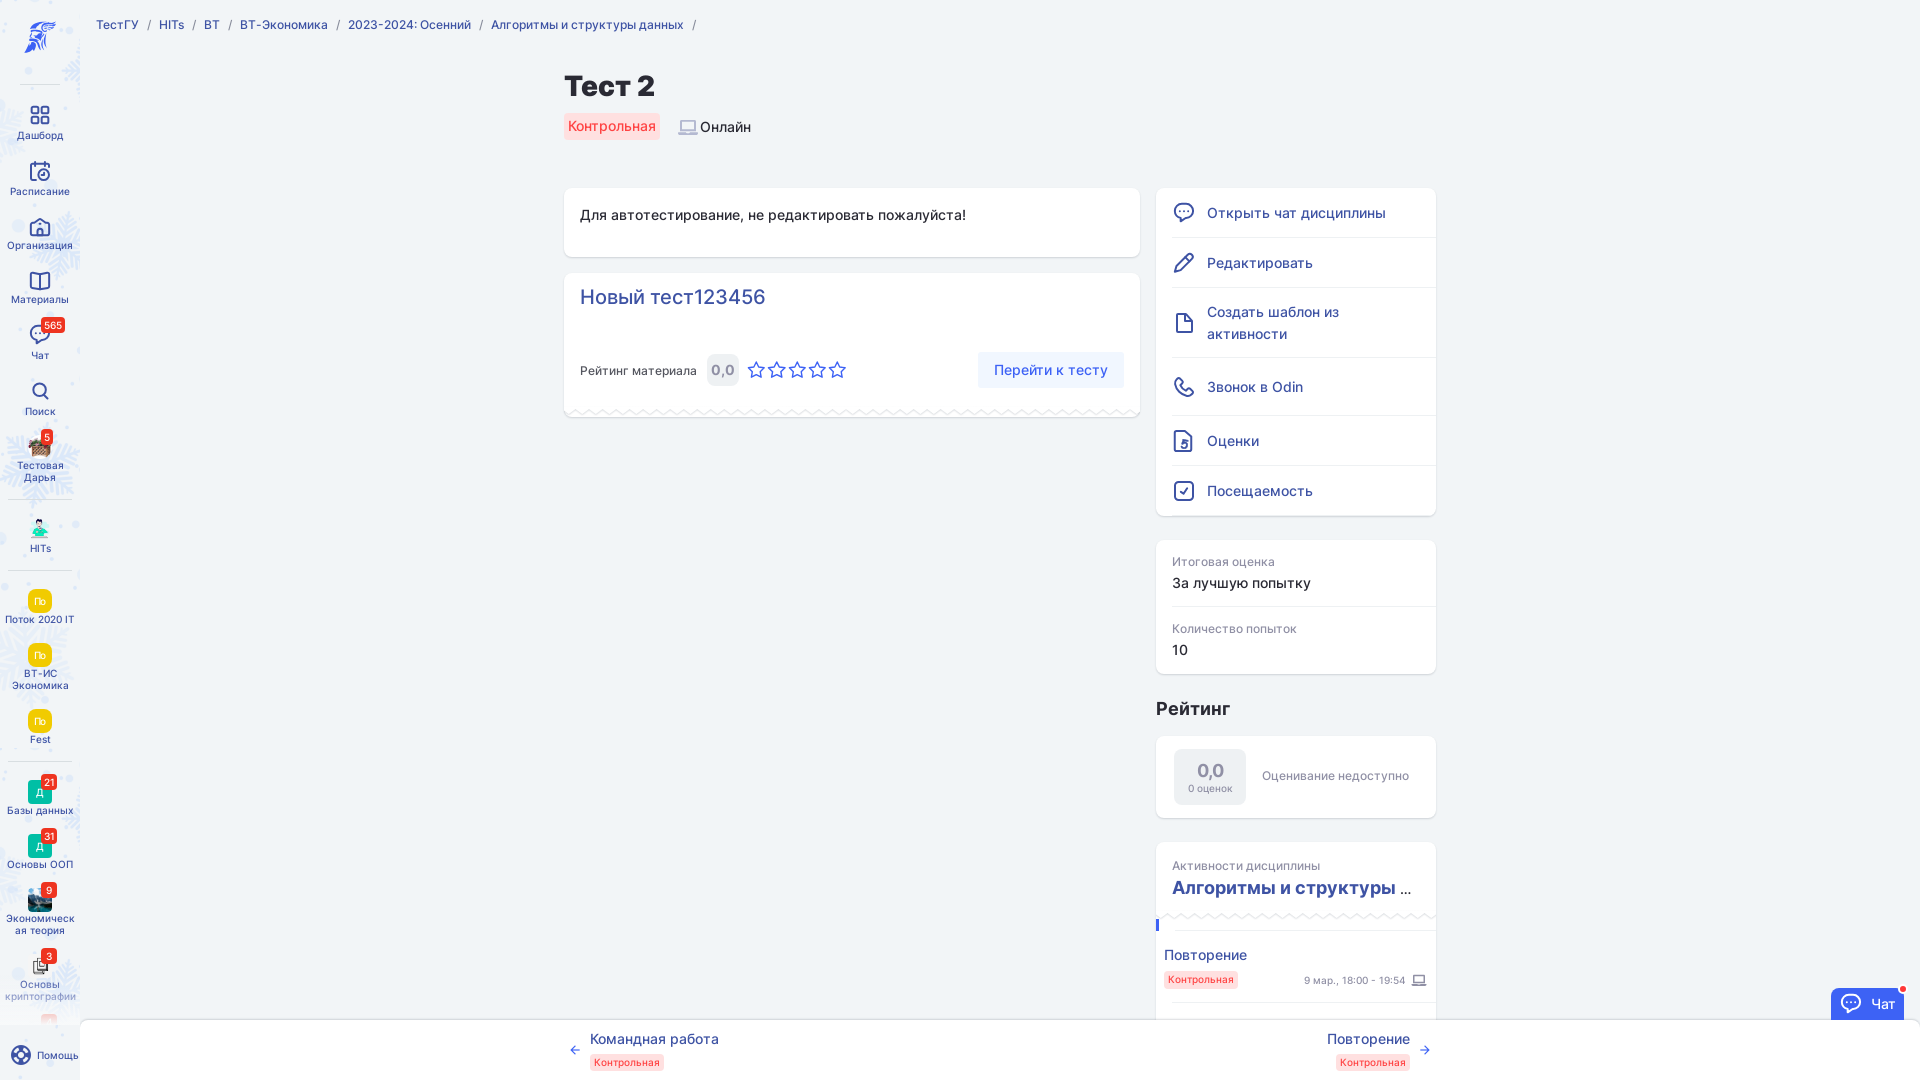 ТестГУ / HITs / ВТ / ВТ-Экономика / 2023-2024: Осенний / Алгоритмы и структуры данных /
Дашборд
Расписание
Организация
Материалы
565
Чат
Поиск
5
Тестовая
Дарья
HITs
По
Поток 2020 IT
По
ВТ-ИС
Экономика
По
Fest
21
Д
Базы данных
31
Д
Основы ООП
9
Экономическ
ая теория
3
Основы
криптографии
Помощь
Тест 2
Контрольная
Онлайн
Для автотестирование, не редактировать пожалуйста!
Новый тест123456
Рейтинг материала 0,0
Перейти к тесту
Открыть чат дисциплины
Редактировать
Создать шаблон из
активности
Звонок в Odin
Оценки
Посещаемость
Итоговая оценка
За лучшую попытку
Количество попыток
10
Рейтинг
0,0
0 оценок
Оценивание недоступно
Активности дисциплины
Алгоритмы и структуры ...
Повторение
Контрольная
9 мар., 18:00 - 19:54
Чат
Командная работа
Контрольная
Повторение
Контрольная